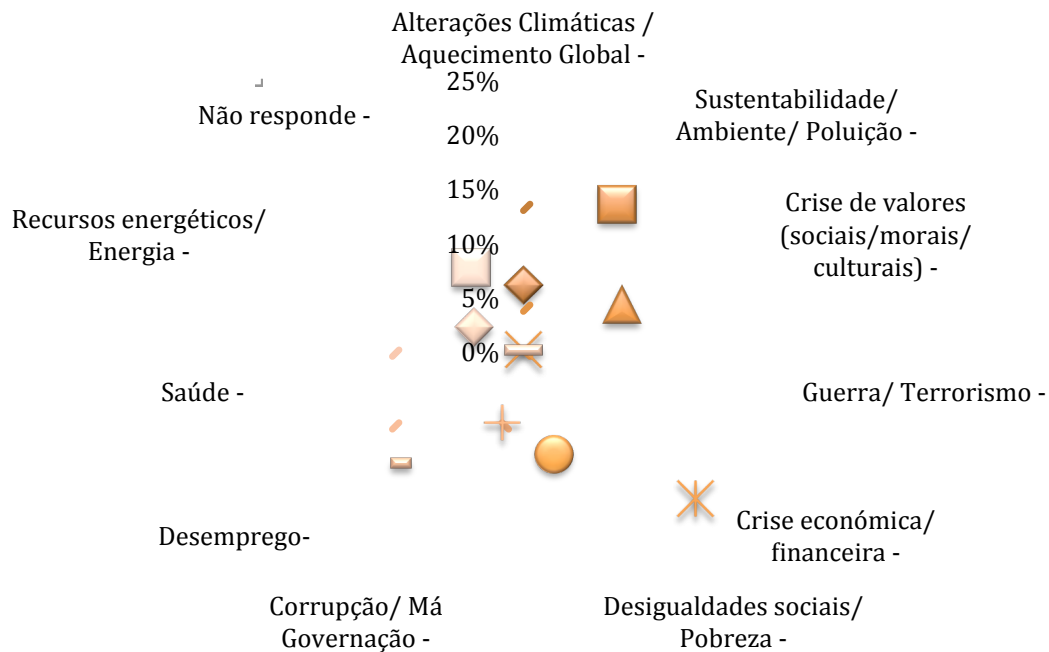 Alterações Climáticas /
Aquecimento Global -
25%
20%
15%
10%
5%
0%
Sustentabilidade/
Ambiente/ Poluição -
Crise de valores
(sociais/morais/
culturais) -
Guerra/ Terrorismo -
Crise económica/
financeira -
Desigualdades sociais/
Pobreza -
Corrupção/ Má
Governação -
Desemprego-
Saúde -
Recursos energéticos/
Energia -
Não responde -